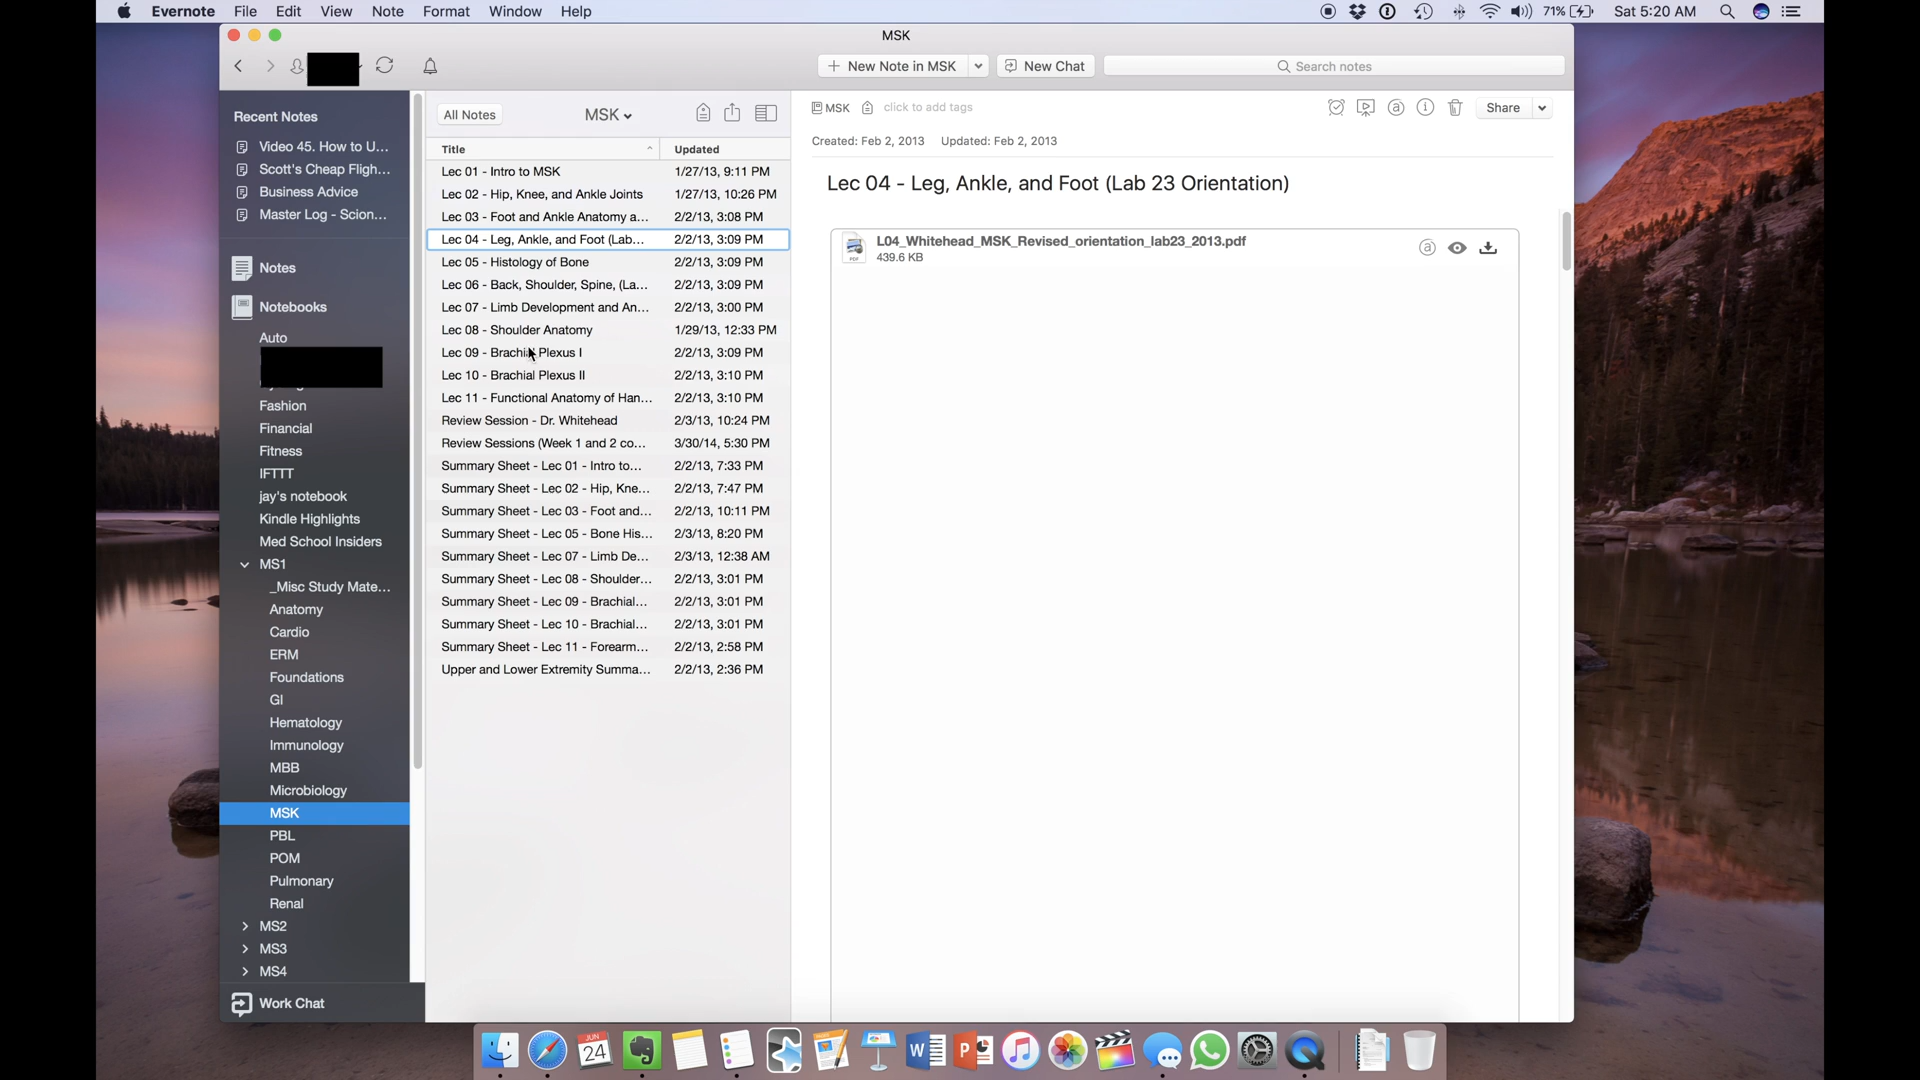 Evernote File Edit View Note Format Window Help
71% Sat 5:20 AM
MSK
New Note in MSK
New Chat
Search notes
Recent Notes
Video 45. How to U...
Scott's Cheap Fligh...
Business Advice
Master Log - Scion...
Notes
Notebooks
Auto
Fashion
Financial
Fitness
IFTTT
jay's notebook
Kindle Highlights
Med School Insiders
MS1
_Misc Study Mate...
Anatomy
Cardio
ERM
Foundations
GI
Hematology
Immunology
MBB
Microbiology
MSK
PBL
POM
Pulmonary
Renal
MS2
MS3
MS4
Work Chat
All Notes
MSK
Title Updated
Lec 01 - Intro to MSK 1/27/13, 9:11 PM
Lec 02 - Hip, Knee, and Ankle Joints 1/27/13, 10:26 PM
Lec 03 - Foot and Ankle Anatomy a... 2/2/13, 3:08 PM
Lec 04 - Leg, Ankle, and Foot (Lab... 2/2/13, 3:09 PM
Lec 05 - Histology of Bone 2/2/13, 3:09 PM
Lec 06 - Back, Shoulder, Spine, (La... 2/2/13, 3:09 PM
Lec 07 - Limb Development and An... 2/2/13, 3:00 PM
Lec 08 - Shoulder Anatomy 1/29/13, 12:33 PM
Lec 09 - Brachial Plexus I 2/2/13, 3:09 PM
Lec 10 - Brachial Plexus II 2/2/13, 3:10 PM
Lec 11 - Functional Anatomy of Han... 2/2/13, 3:10 PM
Review Session - Dr. Whitehead 2/3/13, 10:24 PM
Review Sessions (Week 1 and 2 co... 3/30/14, 5:30 PM
Summary Sheet - Lec 01 - Intro to... 2/2/13, 7:33 PM
Summary Sheet - Lec 02 - Hip, Kne... 2/2/13, 7:47 PM
Summary Sheet - Lec 03 - Foot and... 2/2/13, 10:11 PM
Summary Sheet - Lec 05 - Bone His... 2/3/13, 8:20 PM
Summary Sheet - Lec 07 - Limb De... 2/3/13, 12:38 AM
Summary Sheet - Lec 08 - Shoulder... 2/2/13, 3:01 PM
Summary Sheet - Lec 09 - Brachial... 2/2/13, 3:01 PM
Summary Sheet - Lec 10 - Brachial... 2/2/13, 3:01 PM
Summary Sheet - Lec 11 - Forearm... 2/2/13, 2:58 PM
Upper and Lower Extremity Summa... 2/2/13, 2:36 PM
MSK click to add tags
Share
Created: Feb 2, 2013 Updated: Feb 2, 2013
Lec 04 - Leg, Ankle, and Foot (Lab 23 Orientation)
L04_Whitehead_MSK_Revised_orientation_lab23_2013.pdf
439.6 KB
PDF
JUN
24